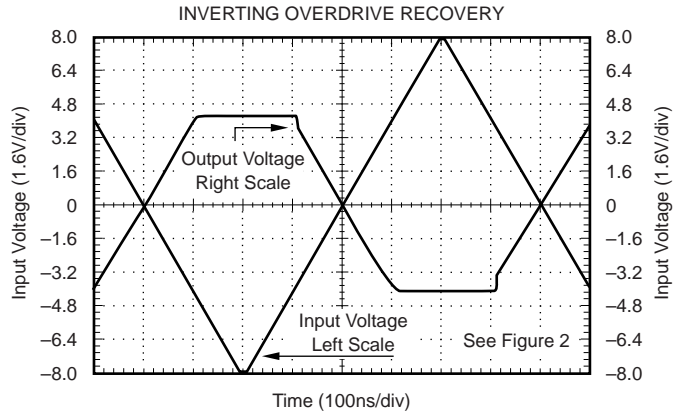 INVERTING OVERDRIVE RECOVERY
8.0
6.4
4.8
3.2
1.6
0
–1.6
–3.2
–4.8
–6.4
–8.0
Input Voltage (1.6V/div)
Output Voltage
Right Scale
Input Voltage
Left Scale
See Figure 2
8.0
6.4
4.8
3.2
1.6
0
–1.6
–3.2
–4.8
–6.4
–8.0
Input Voltage (1.6V/div)
Time (100ns/div)